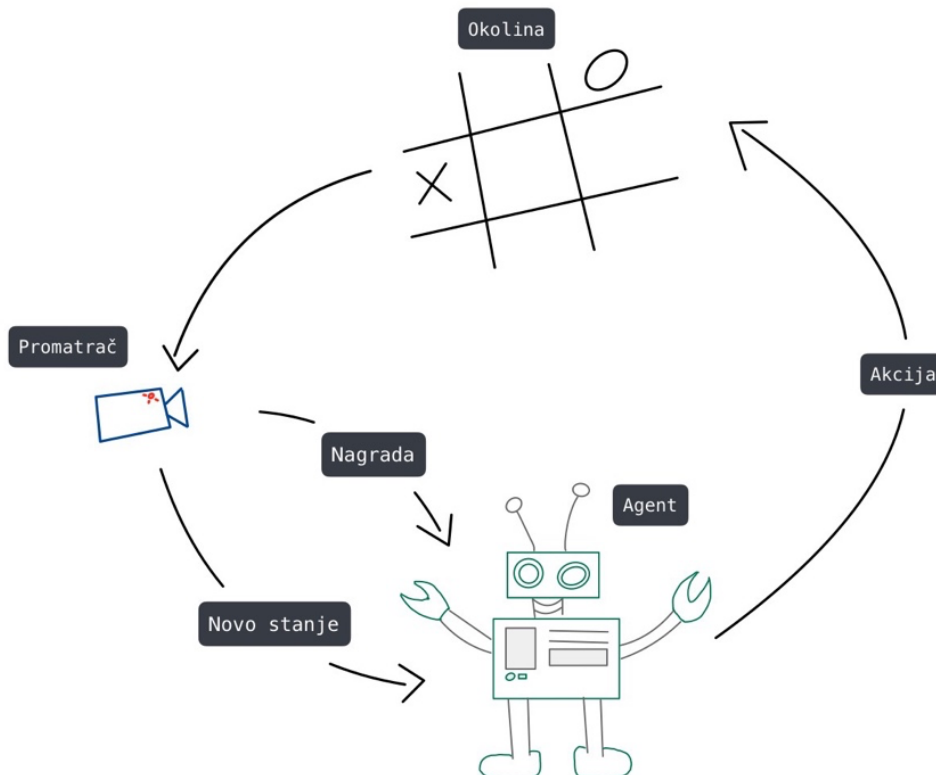 Okolina
Promatrač
Akcija
Nagrada
Agent
Novo stanje